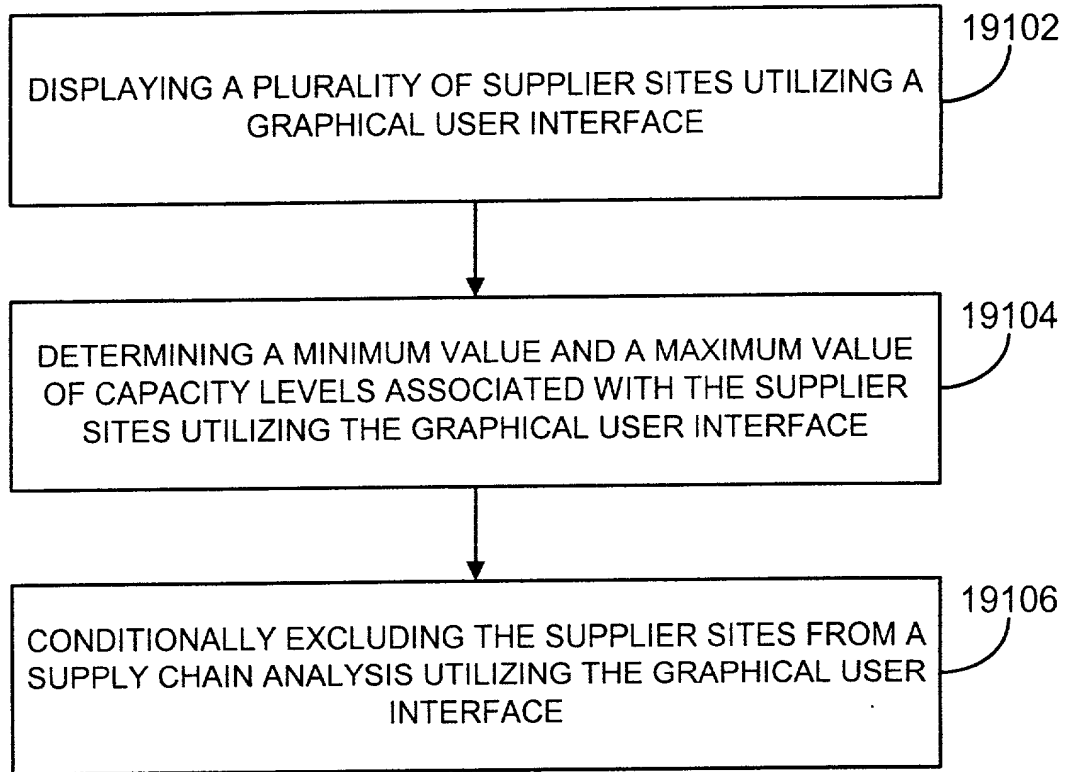 19102
DISPLAYING A PLURALITY OF SUPPLIER SITES UTILIZING A
GRAPHICAL USER INTERFACE
19104
DETERMINING A MINIMUM VALUE AND A MAXIMUM VALUE
OF CAPACITY LEVELS ASSOCIATED WITH THE SUPPLIER
SITES UTILIZING THE GRAPHICAL USER INTERFACE
19106
CONDITIONALLY EXCLUDING THE SUPPLIER SITES FROM A
SUPPLY CHAIN ANALYSIS UTILIZING THE GRAPHICAL USER
INTERFACE